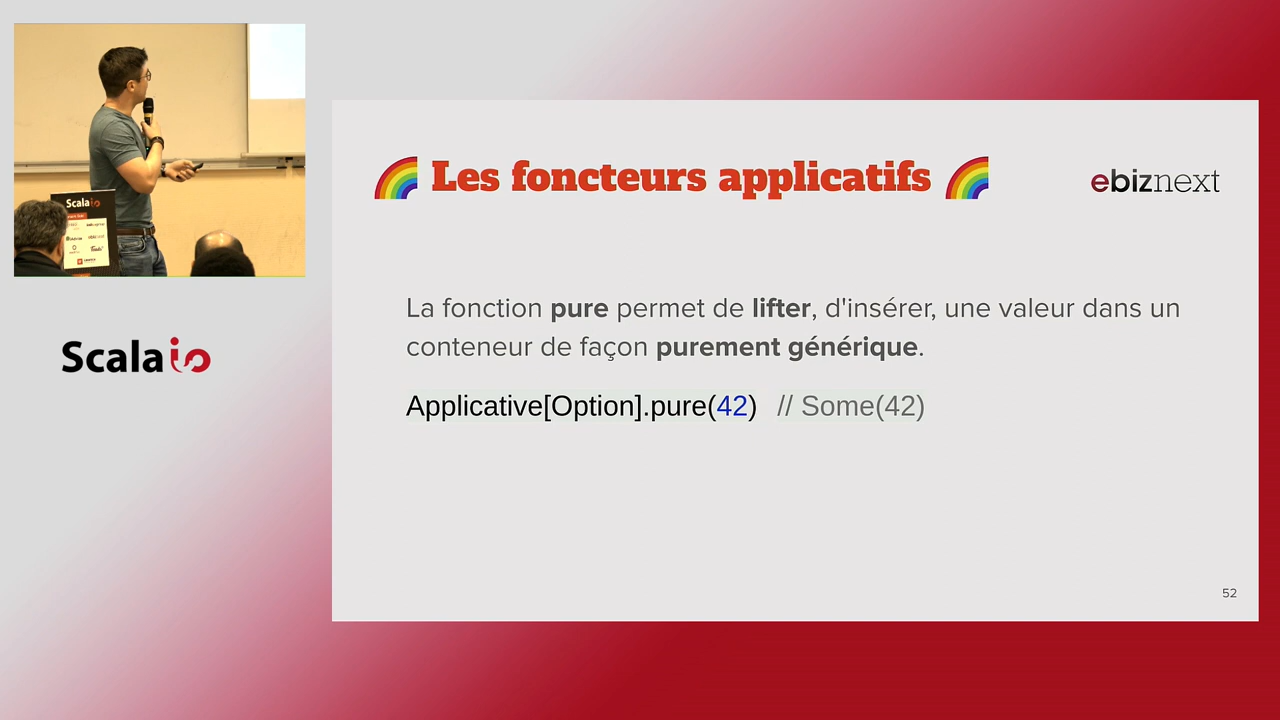 Scala
Scalaio
🌈 Les foncteurs applicatifs 🌈
ebiznext
La fonction pure permet de lifter, d'insérer, une valeur dans un
conteneur de façon purement générique.
Applicative[Option].pure(42) // Some(42)
52